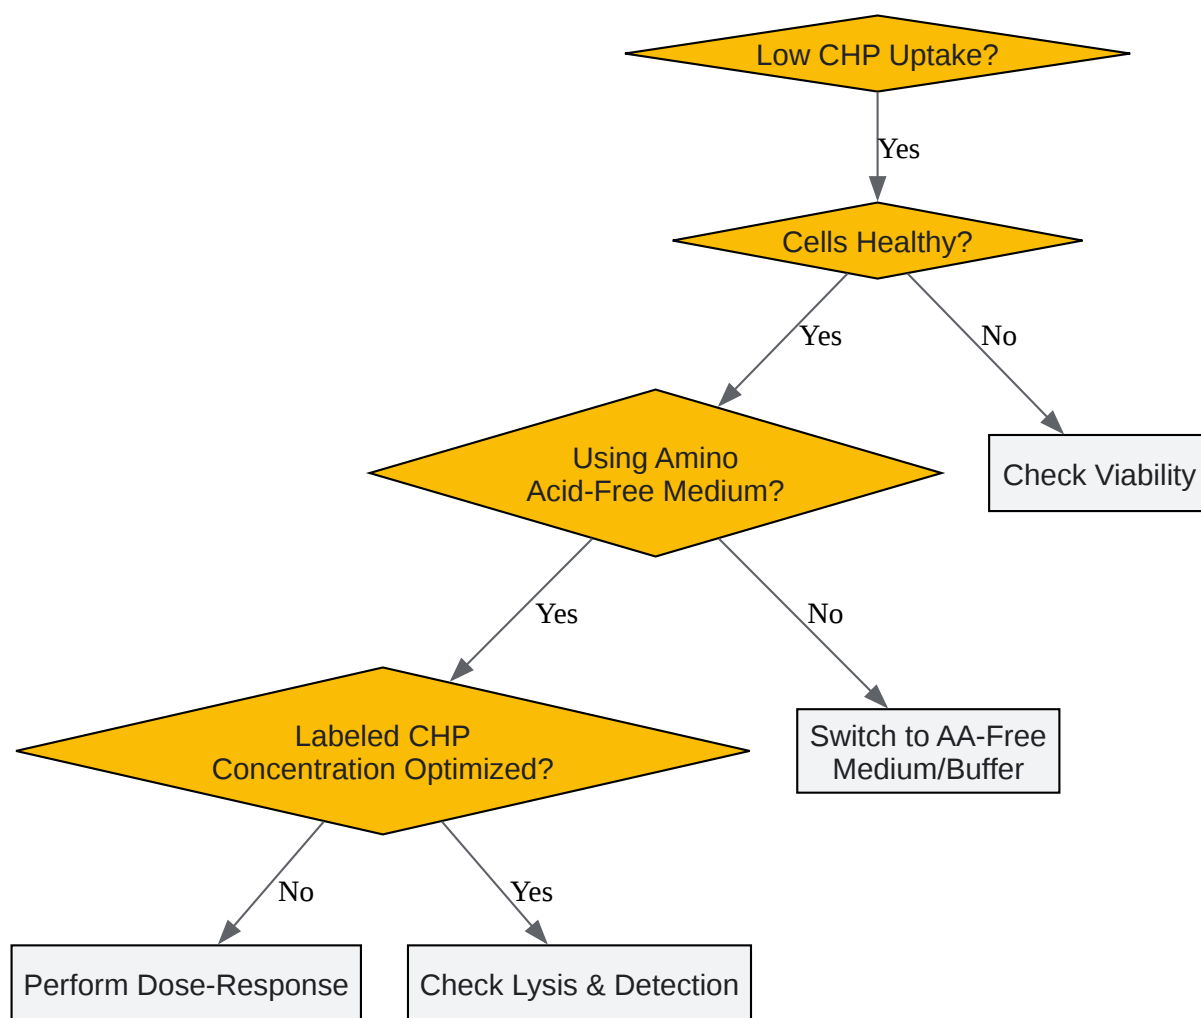 Low CHP Uptake?
Yes
Cells Healthy?
Yes
No
Using Amino
Acid-Free Medium?
Check Viability
Yes
No
Labeled CHP
Concentration Optimized?
Switch to AA-Free
Medium/Buffer
No
Yes
Perform Dose-Response
Check Lysis & Detection